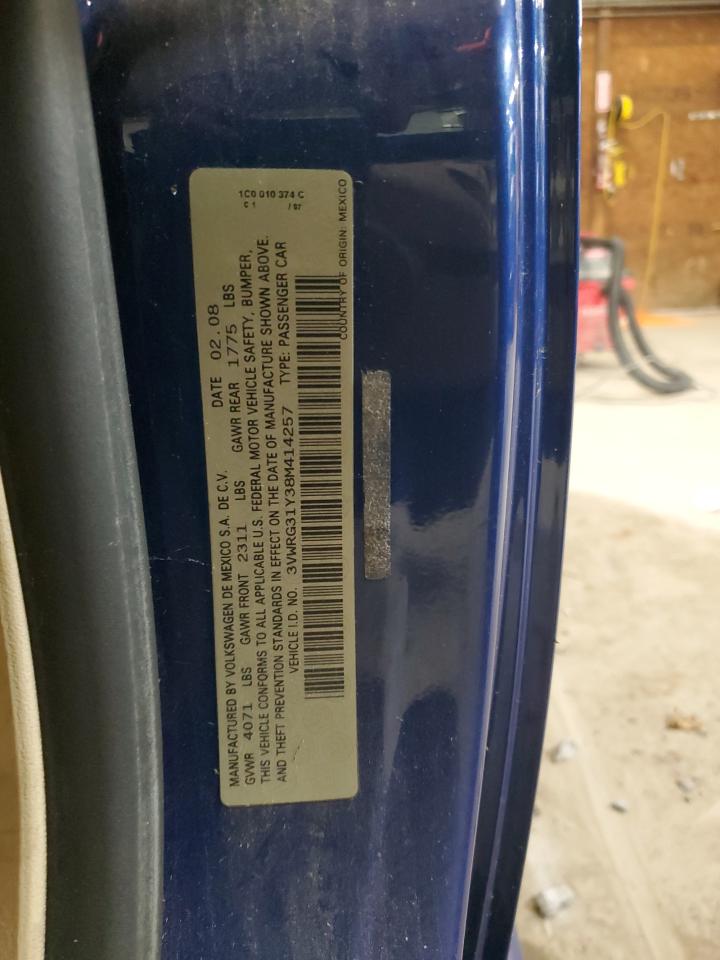 1C0 010 374 C
C 1 / 07
MANUFACTURED BY VOLKSWAGEN DE MEXICO S.A. DE C.V. DATE 02.08
GVWR 4071 LBS GAWR FRONT 2311 LBS GAWR REAR 1775 LBS
THIS VEHICLE CONFORMS TO ALL APPLICABLE U.S. FEDERAL MOTOR VEHICLE SAFETY, BUMPER,
AND THEFT PREVENTION STANDARDS IN EFFECT ON THE DATE OF MANUFACTURE SHOWN ABOVE.
VEHICLE I.D. NO. 3VWRG31Y38M414257 TYPE: PASSENGER CAR
COUNTRY OF ORIGIN: MEXICO